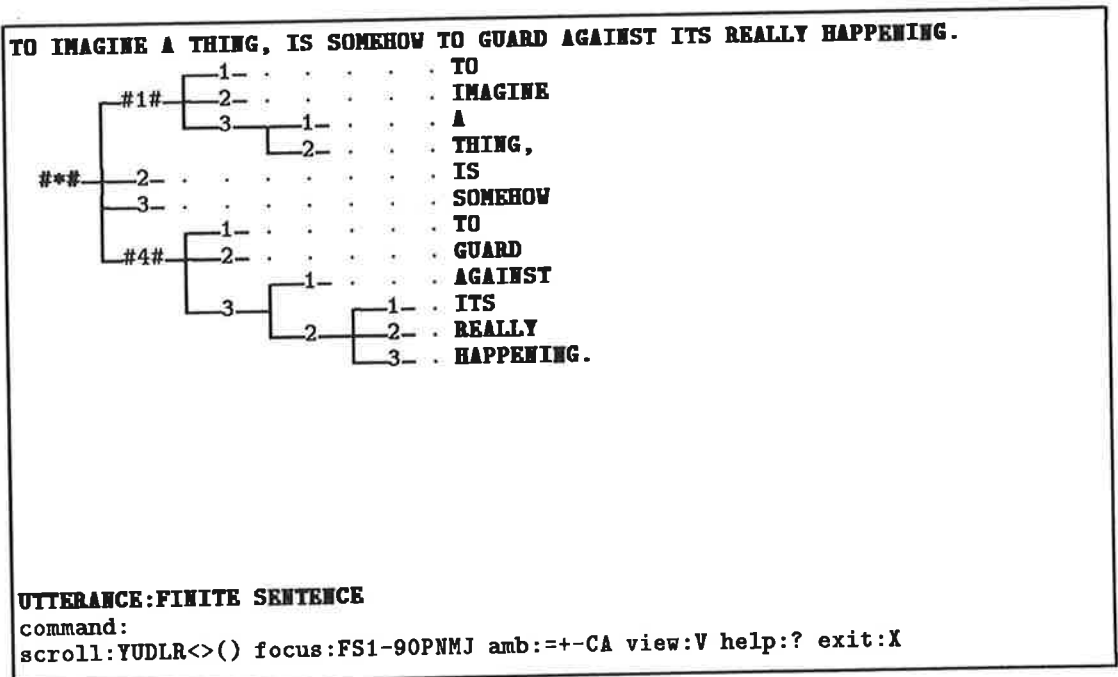 TO IMAGINE A THING, IS SOMEHOW TO GUARD AGAINST ITS REALLY HAPPENING.
1 . . . . . TO
#1# 2 . . . . . IMAGINE
3 1 . . . A
2 . . . THING,
#*# 2 . . . . . . . IS
3 . . . . . . . SOMEHOW
1 . . . . . TO
#4# 2 . . . . . GUARD
1 . . . AGAINST
3 1 . ITS
2 2 . REALLY
3 . HAPPENING.
UTTERANCE:FINITE SENTENCE
command:
scroll:YUDLR<>() focus:FS1-90PNMJ amb:=+-CA view:V help:? exit:X